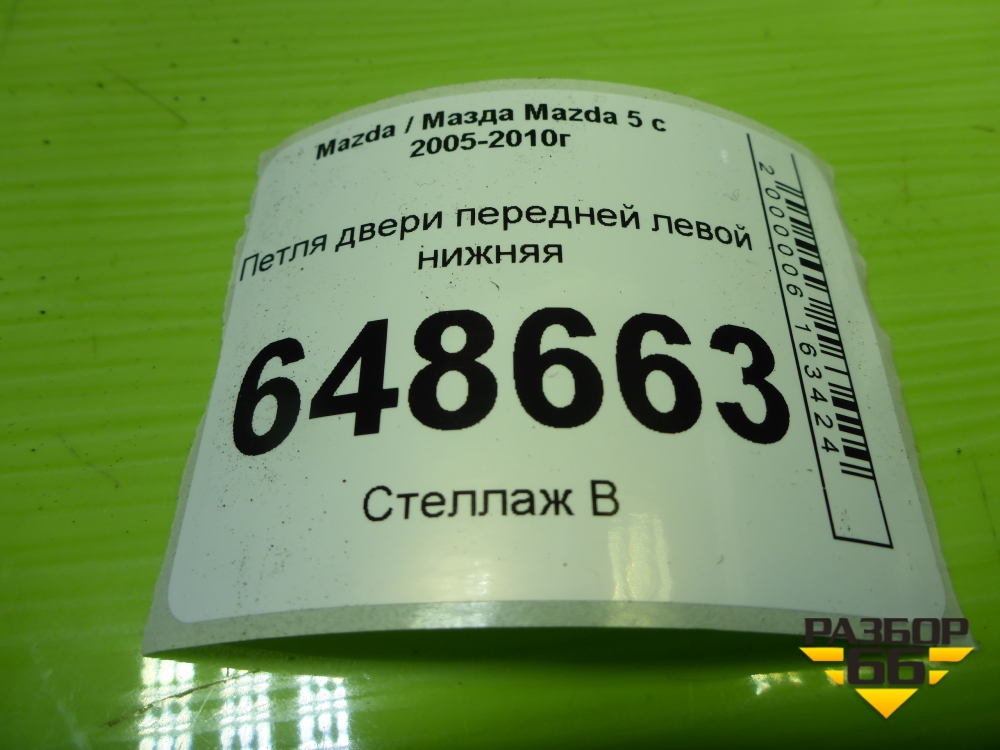 Mazda / Мазда Mazda 5 с
2005-2010г
Петля двери передней левой
нижняя
648663
Стеллаж В
2000006163424
РАЗБОР
66